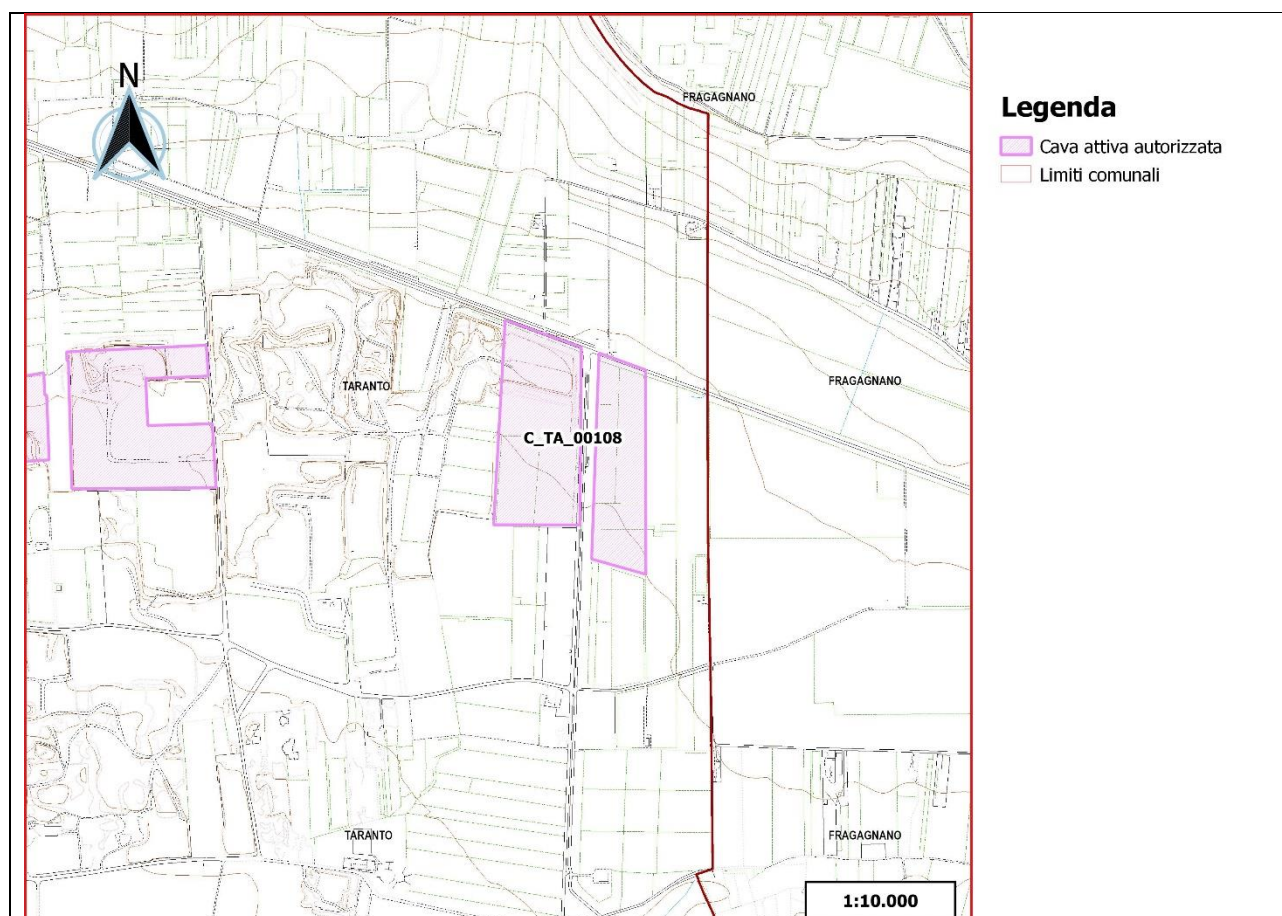 N
FRAGAGNANO
Legenda
Cava attiva autorizzata
Limiti comunali
TARANTO
FRAGAGNANO
C_TA_00108
TARANTO
FRAGAGNANO
1:10.000